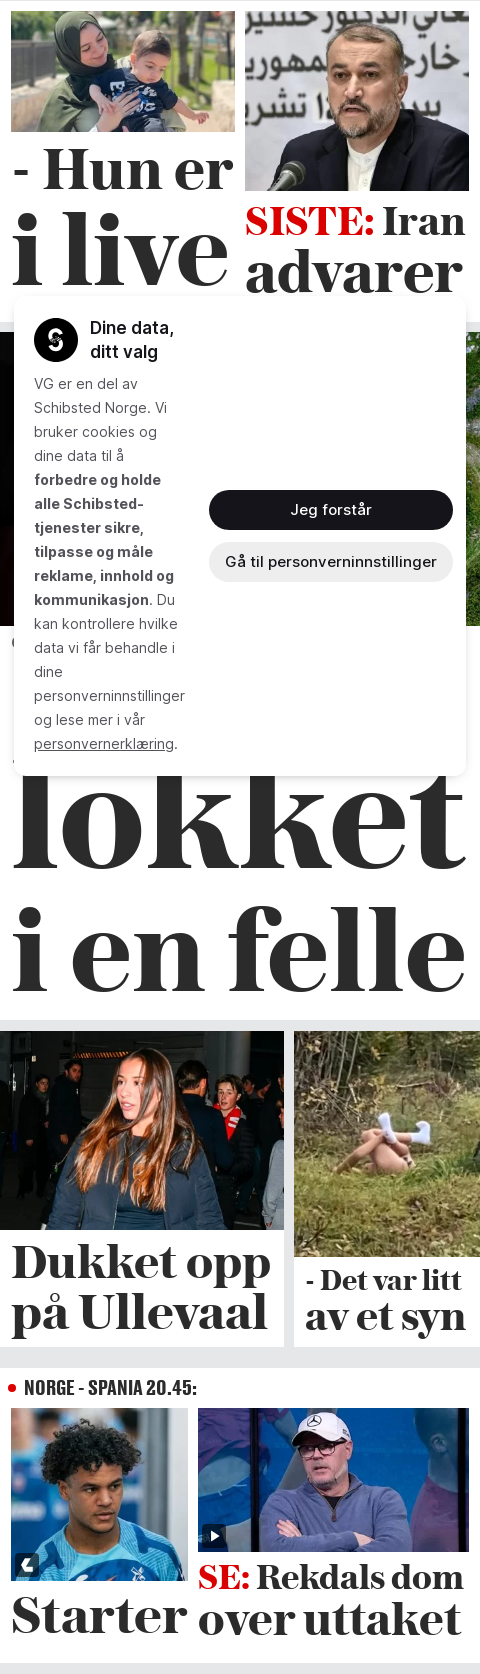 - Hun er
i live
SISTE: Iran
advarer
Dine data,
ditt valg
VG er en del av
Schibsted Norge. Vi
bruker cookies og
dine data til å
forbedre og holde
alle Schibsted-
tjenester sikre,
tilpasse og måle
reklame, innhold og
kommunikasjon. Du
kan kontrollere hvilke
data vi får behandle i
dine
personverninnstillinger
og lese mer i vår
personvernerklæring.
Jeg forstår
Gå til personverninnstillinger
lokket
i en felle
Dukket opp
på Ullevaal
- Det var litt
av et syn
NORGE - SPANIA 20.45:
Starter
SE: Rekdals dom
over uttaket